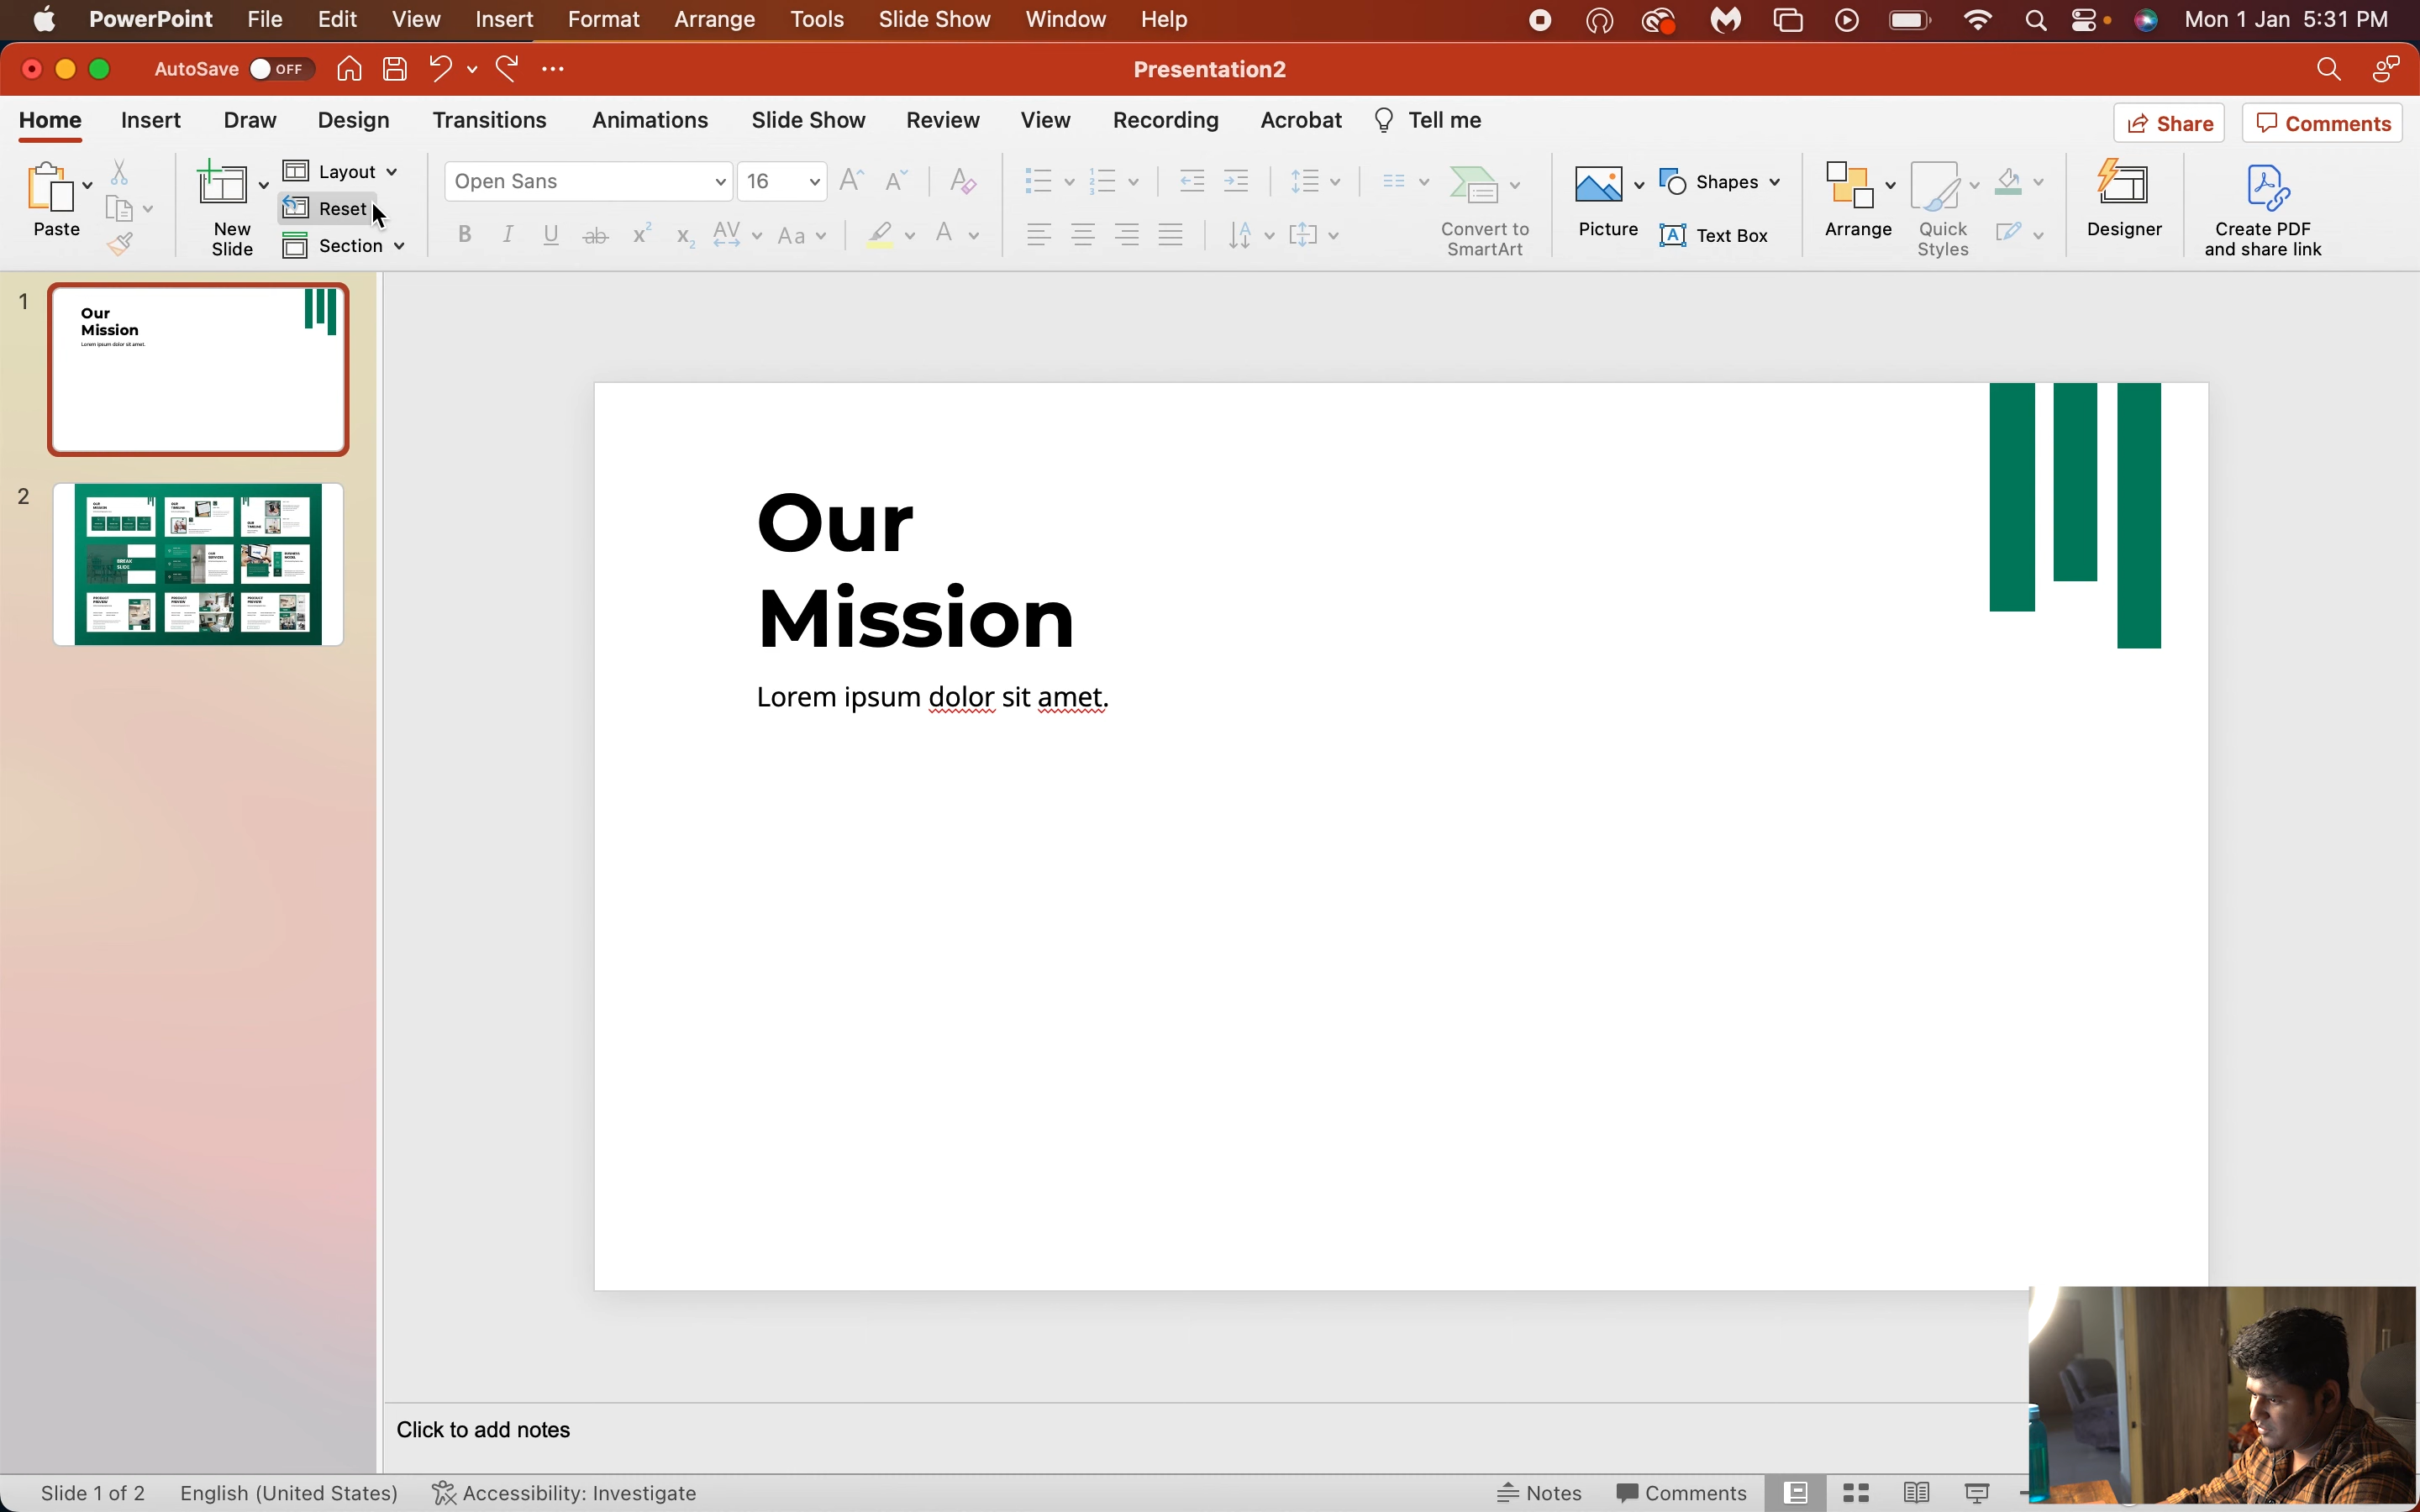 PowerPoint File Edit View Insert Format Arrange Tools Slide Show Window Help Mon 1 Jan 5:31 PM
AutoSave OFF Presentation2
Home Insert Draw Design Transitions Animations Slide Show Review View Recording Acrobat Tell me Share Comments
Paste
New
Slide
Layout
Reset
Section
Open Sans 16
Convert to
SmartArt
Picture
Shapes
Text Box
Arrange
Quick
Styles
Designer
Create PDF
and share link
1
Our
Mission
Lorem ipsum dolor sit amet.
2
Our
Mission
Lorem ipsum dolor sit amet.
Click to add notes
Slide 1 of 2 English (United States) Accessibility: Investigate Notes Comments